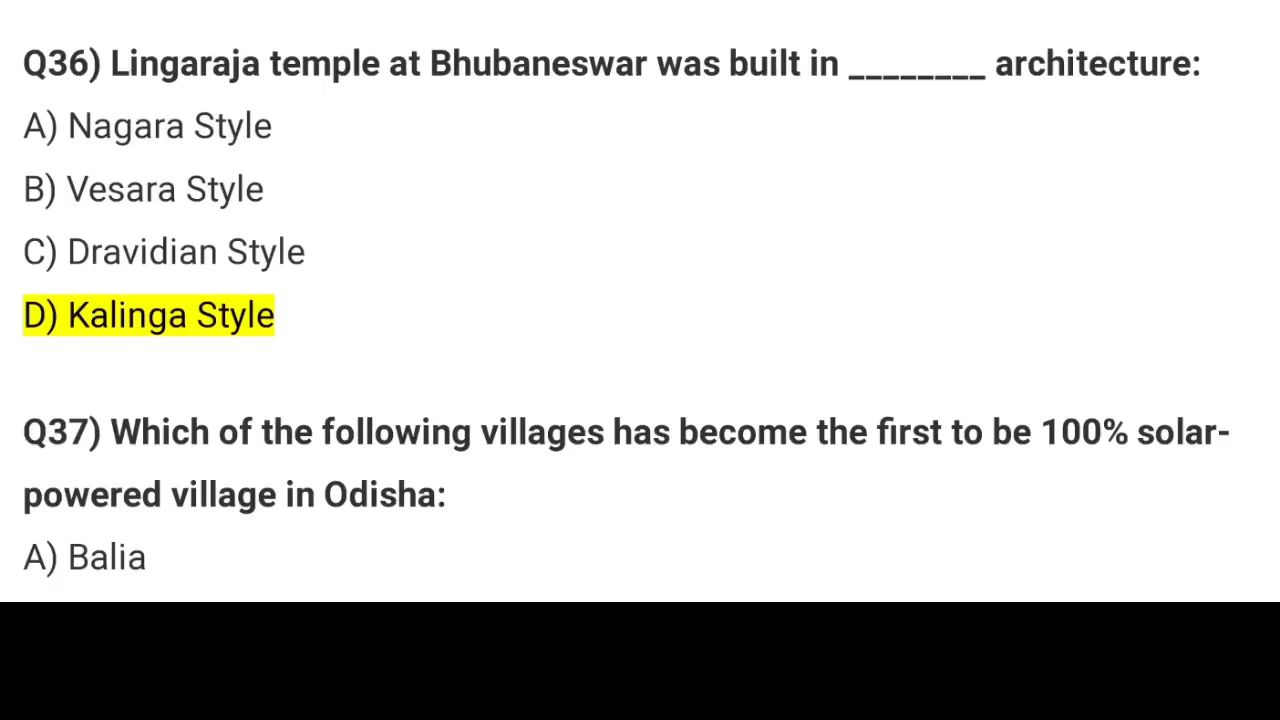 Q36) Lingaraja temple at Bhubaneswar was built in ________ architecture:
A) Nagara Style
B) Vesara Style
C) Dravidian Style
D) Kalinga Style
Q37) Which of the following villages has become the first to be 100% solar-
powered village in Odisha:
A) Balia